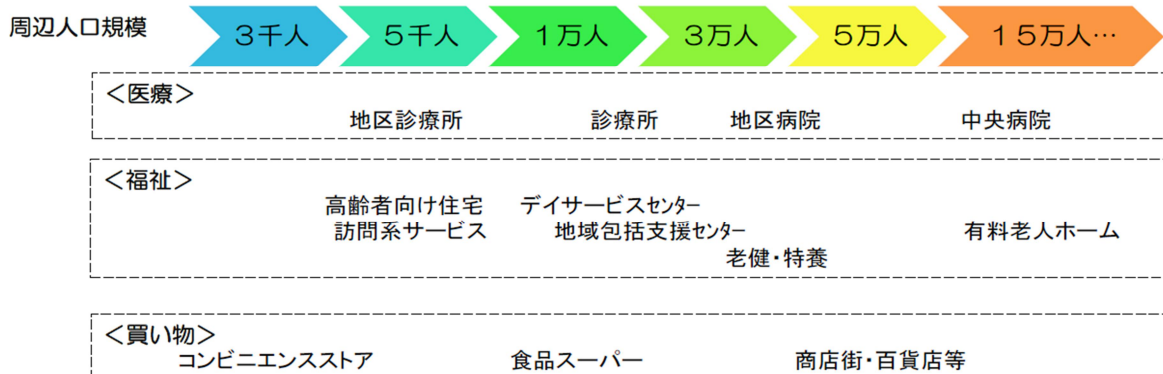 周辺人口規模 3千人 5千人 1万人 3万人 5万人 15万人…
<医療>
地区診療所 診療所 地区病院 中央病院
<福祉>
高齢者向け住宅 デイサービスセンター
訪問系サービス 地域包括支援センター 有料老人ホーム
老健・特養
<買い物>
コンビニエンスストア 食品スーパー 商店街・百貨店等